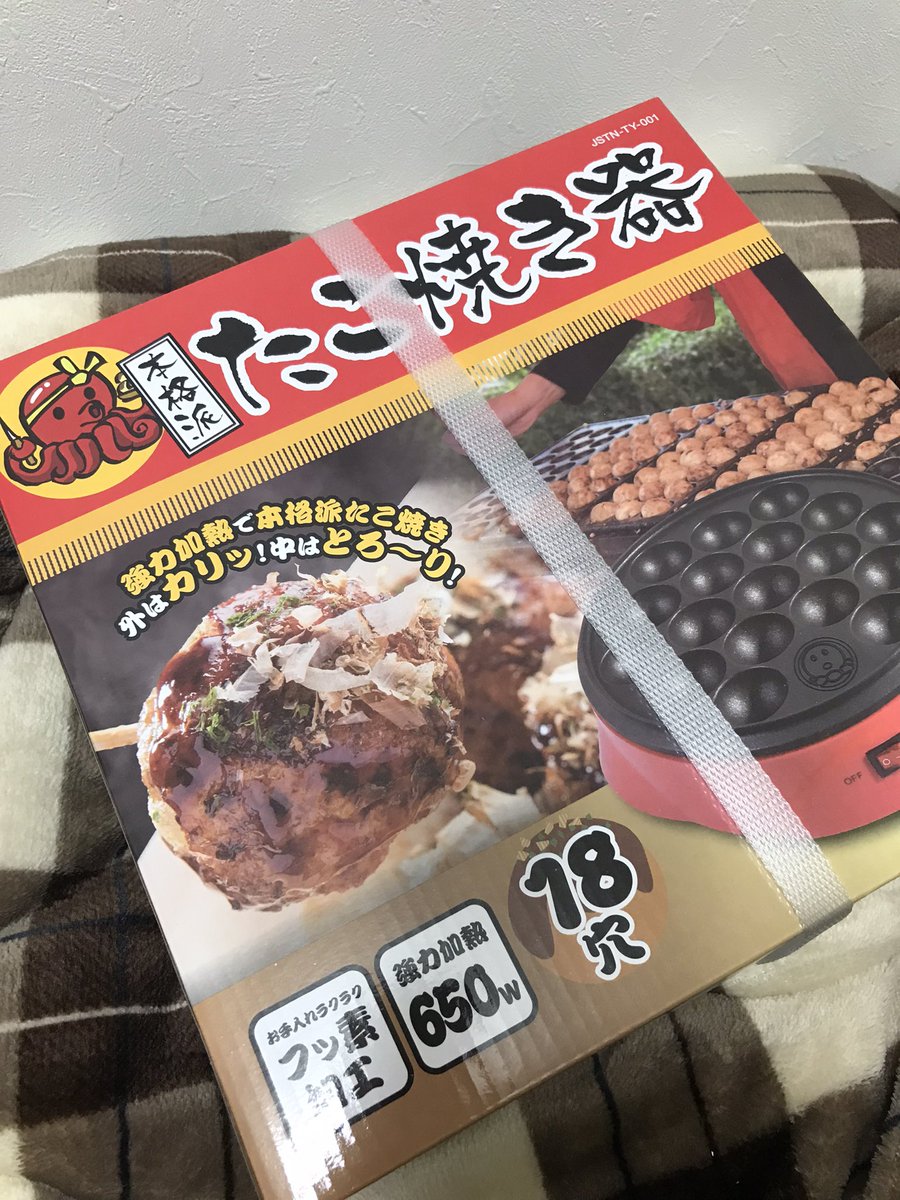 JSTN-TY-001
本格派
たこ焼き器
強力加熱で本格派たこ焼き
外はカリッ!中はとろ〜り!
OFF
18
穴
強力加熱
650W
お手入れラクラク
フッ素
加工